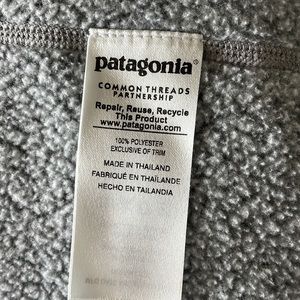 patagonia®
COMMON THREADS
PARTNERSHIP
Repair, Reuse, Recycle
This Product
www.patagonia.com
100% POLYESTER
EXCLUSIVE OF TRIM
MADE IN THAILAND
FABRIQUÉ EN THAÏLANDE
HECHO EN TAILANDIA